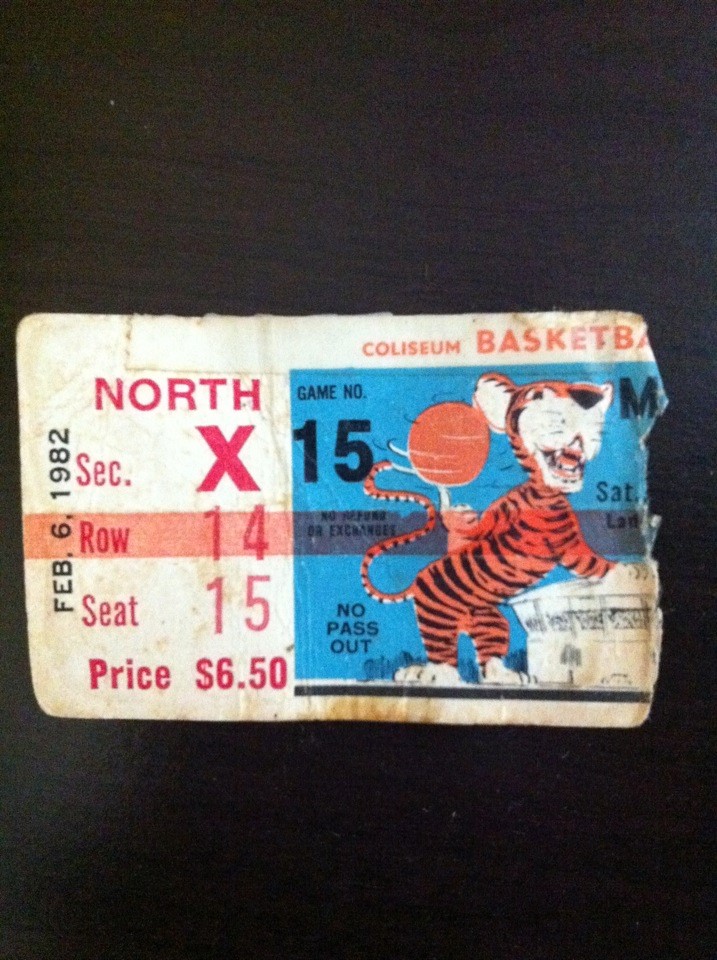 COLISEUM BASKETBA
FEB. 6, 1982
NORTH
Sec. X
Row 14
Seat 15
Price $6.50
GAME NO.
15
NO REFUND
OR EXCHANGES
NO
PASS
OUT
M
Sat.